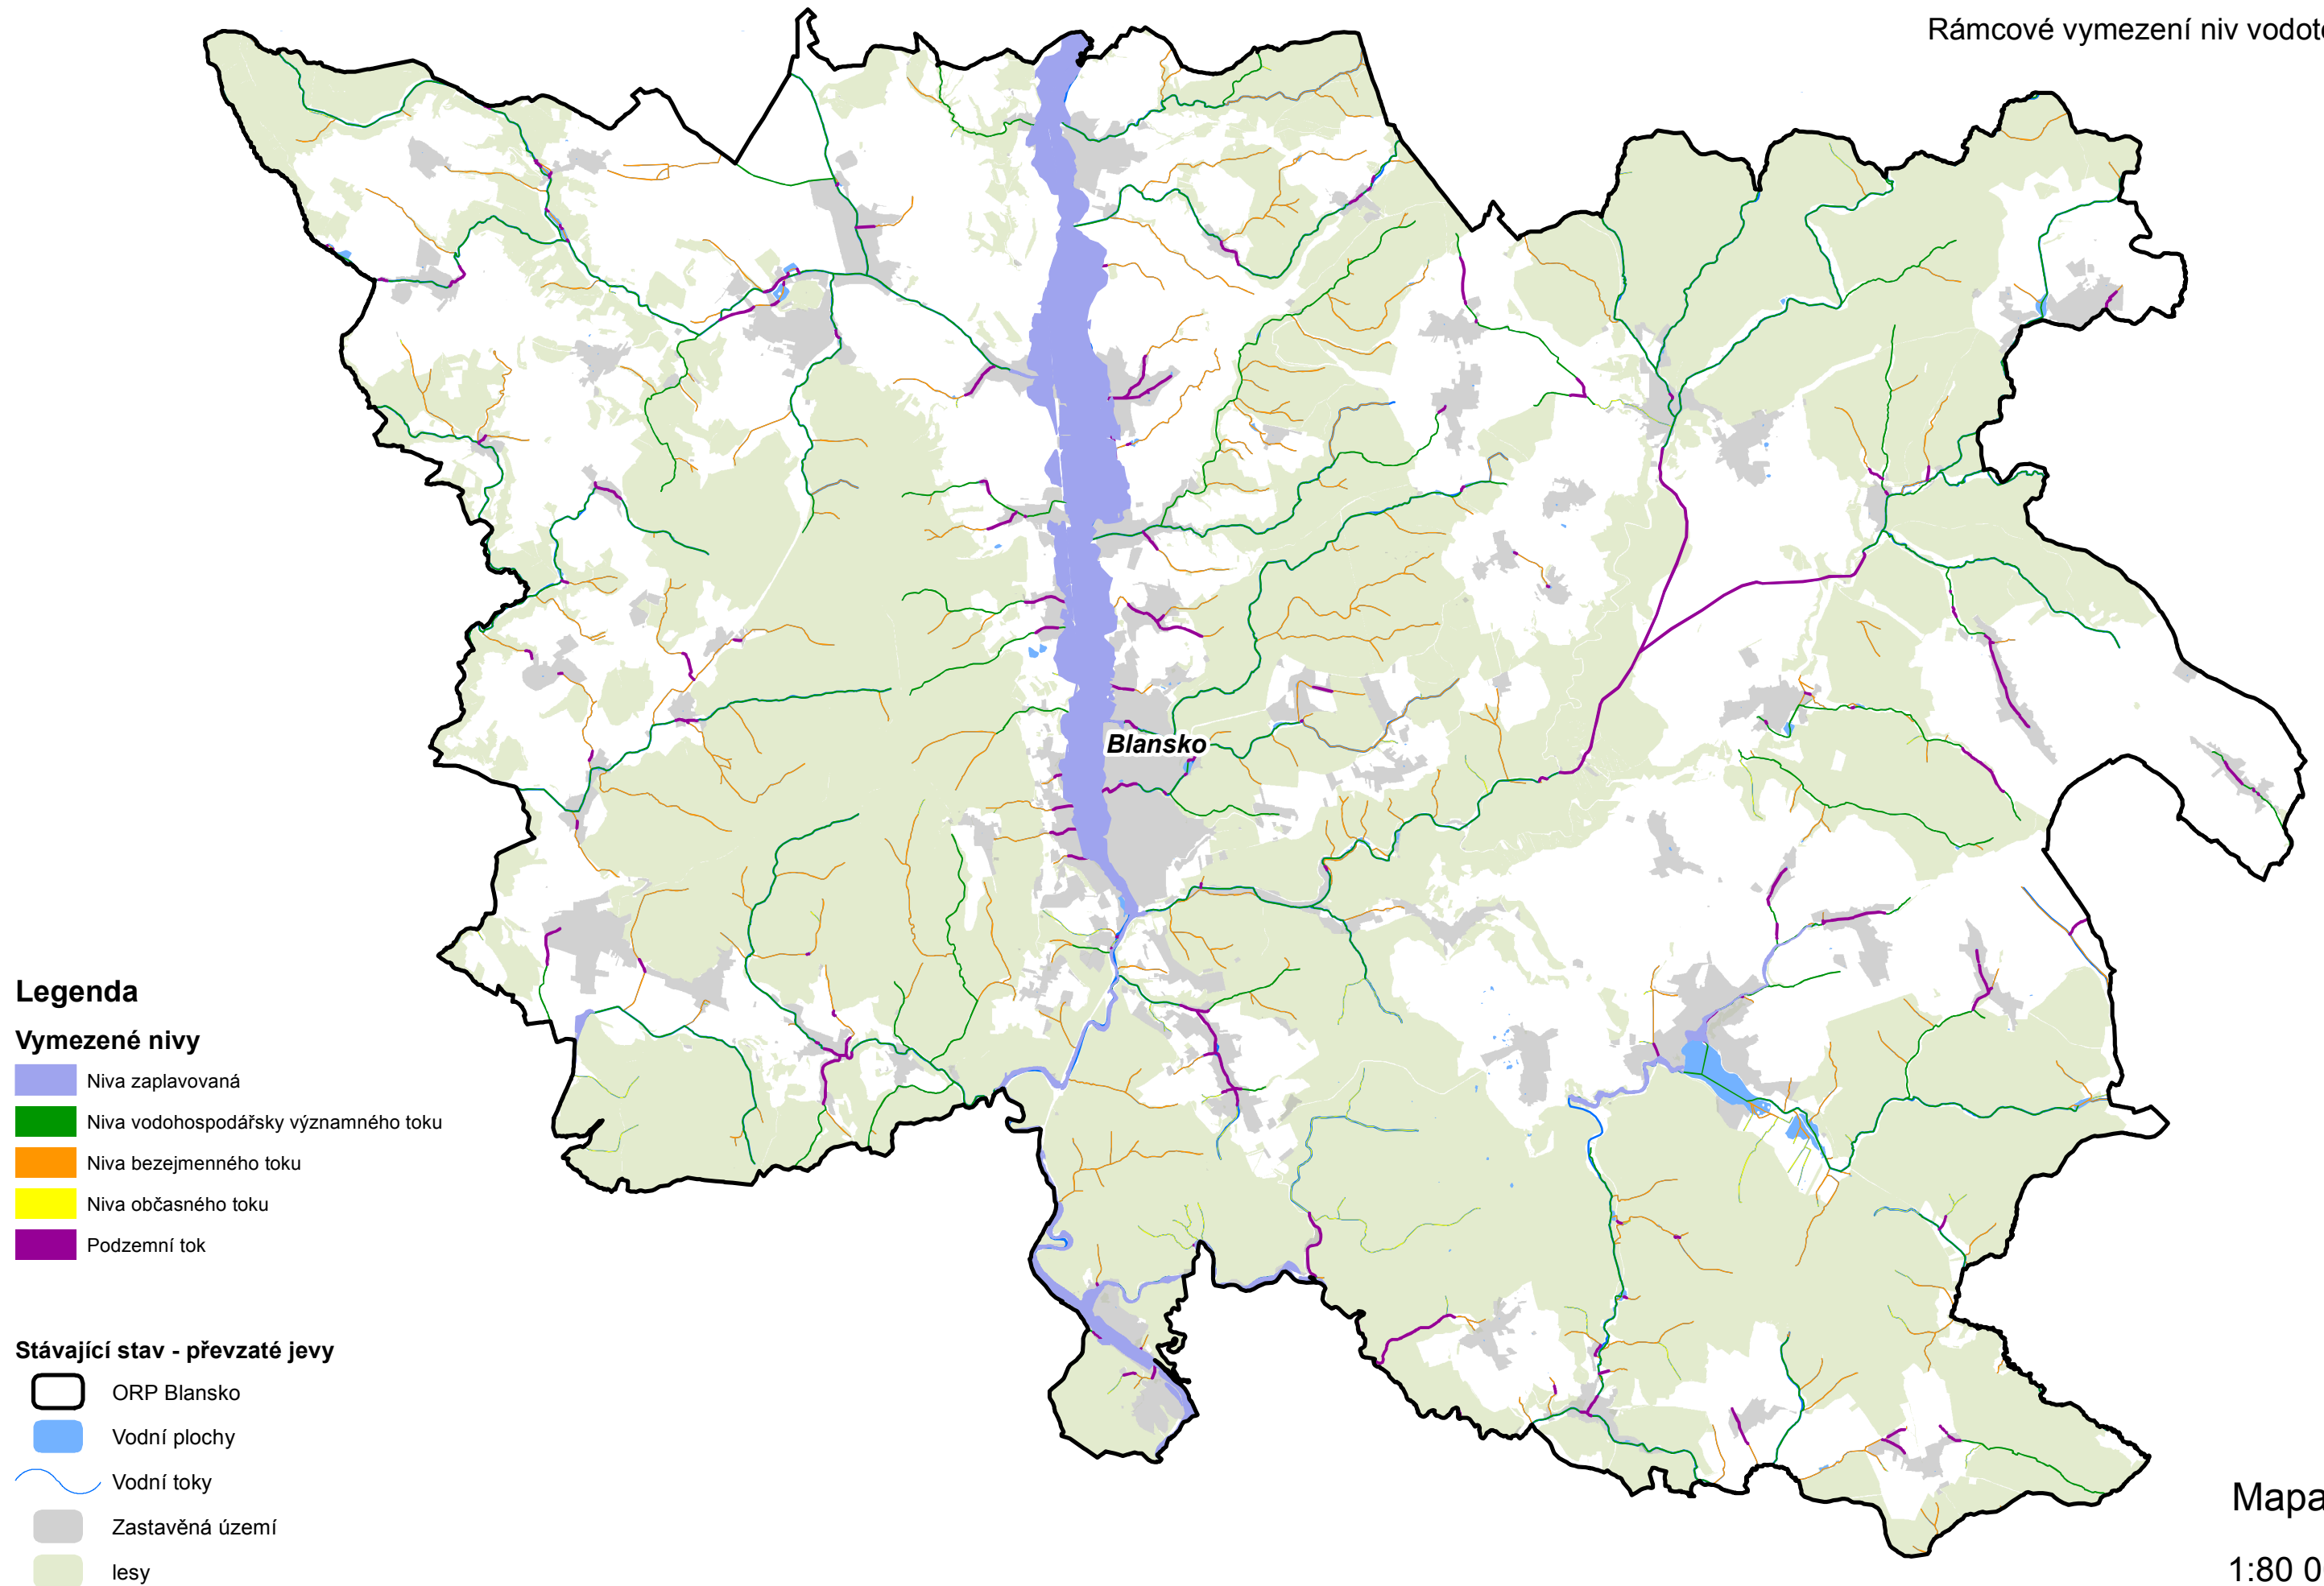 Rámcové vymezení niv
Blansko
Legenda
Vymezené nivy
Niva zaplavovaná
Niva vodohospodářsky významného toku
Niva bezejmenného toku
Niva občasného toku
Podzemní tok
Stávající stav - převzaté jevy
ORP Blansko
Vodní plochy
Vodní toky
Zastavěná území
lesy
Mapa
1:80 0